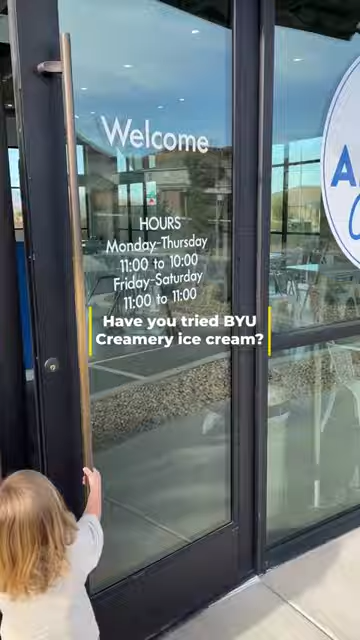 Welcome
HOURS
Monday-Thursday
11:00 to 10:00
Friday-Saturday
11:00 to 11:00
Have you tried BYU
Creamery ice cream?